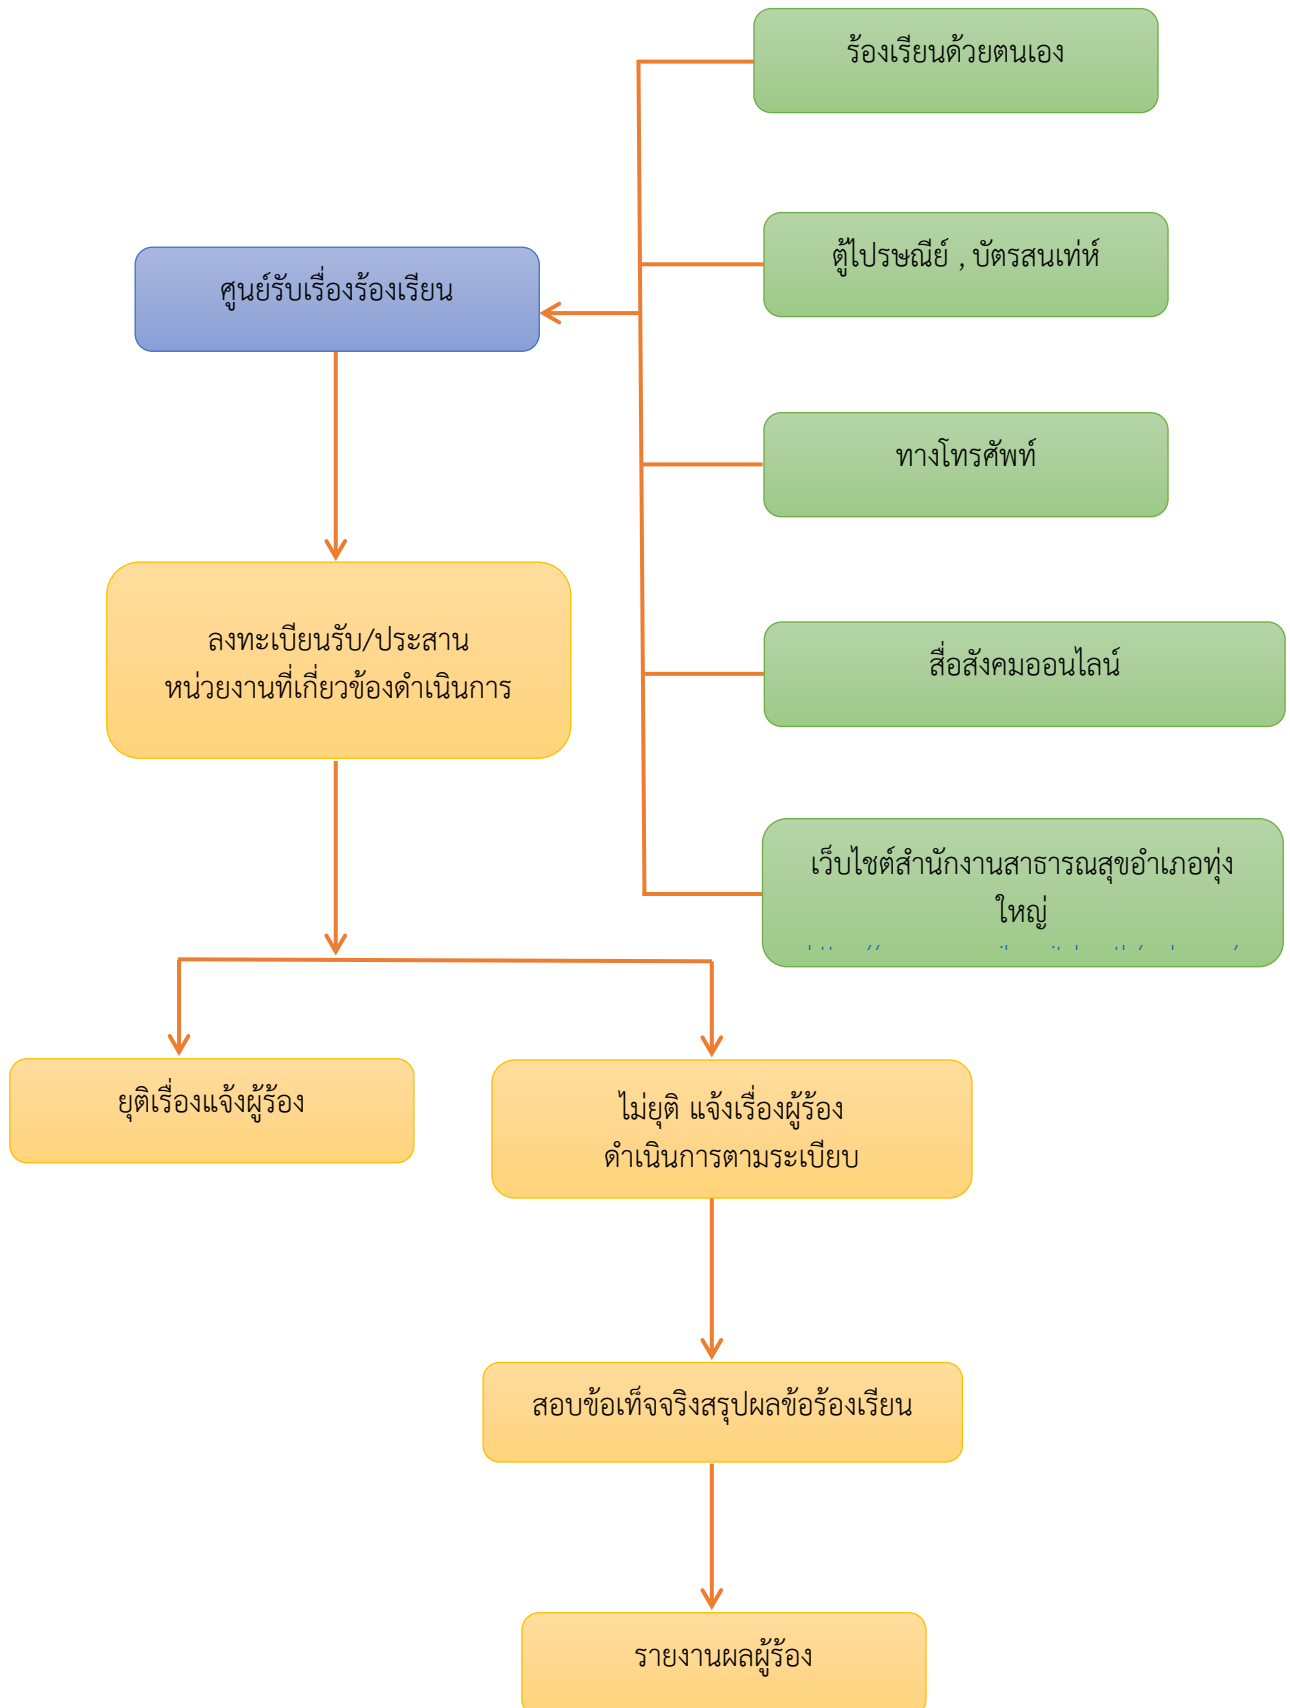 ร้องเรียนด้วยตนเอง
ตู้ไปรษณีย์ , บัตรสนเท่ห์
ศูนย์รับเรื่องร้องเรียน
ทางโทรศัพท์
ลงทะเบียนรับ/ประสาน
หน่วยงานที่เกี่ยวข้องดำเนินการ
สื่อสังคมออนไลน์
เว็บไซต์สำนักงานสาธารณสุขอำเภอทุ่ง
ใหญ่
ยุติเรื่องแจ้งผู้ร้อง
ไม่ยุติ แจ้งเรื่องผู้ร้อง
ดำเนินการตามระเบียบ
สอบข้อเท็จจริงสรุปผลข้อร้องเรียน
รายงานผลผู้ร้อง